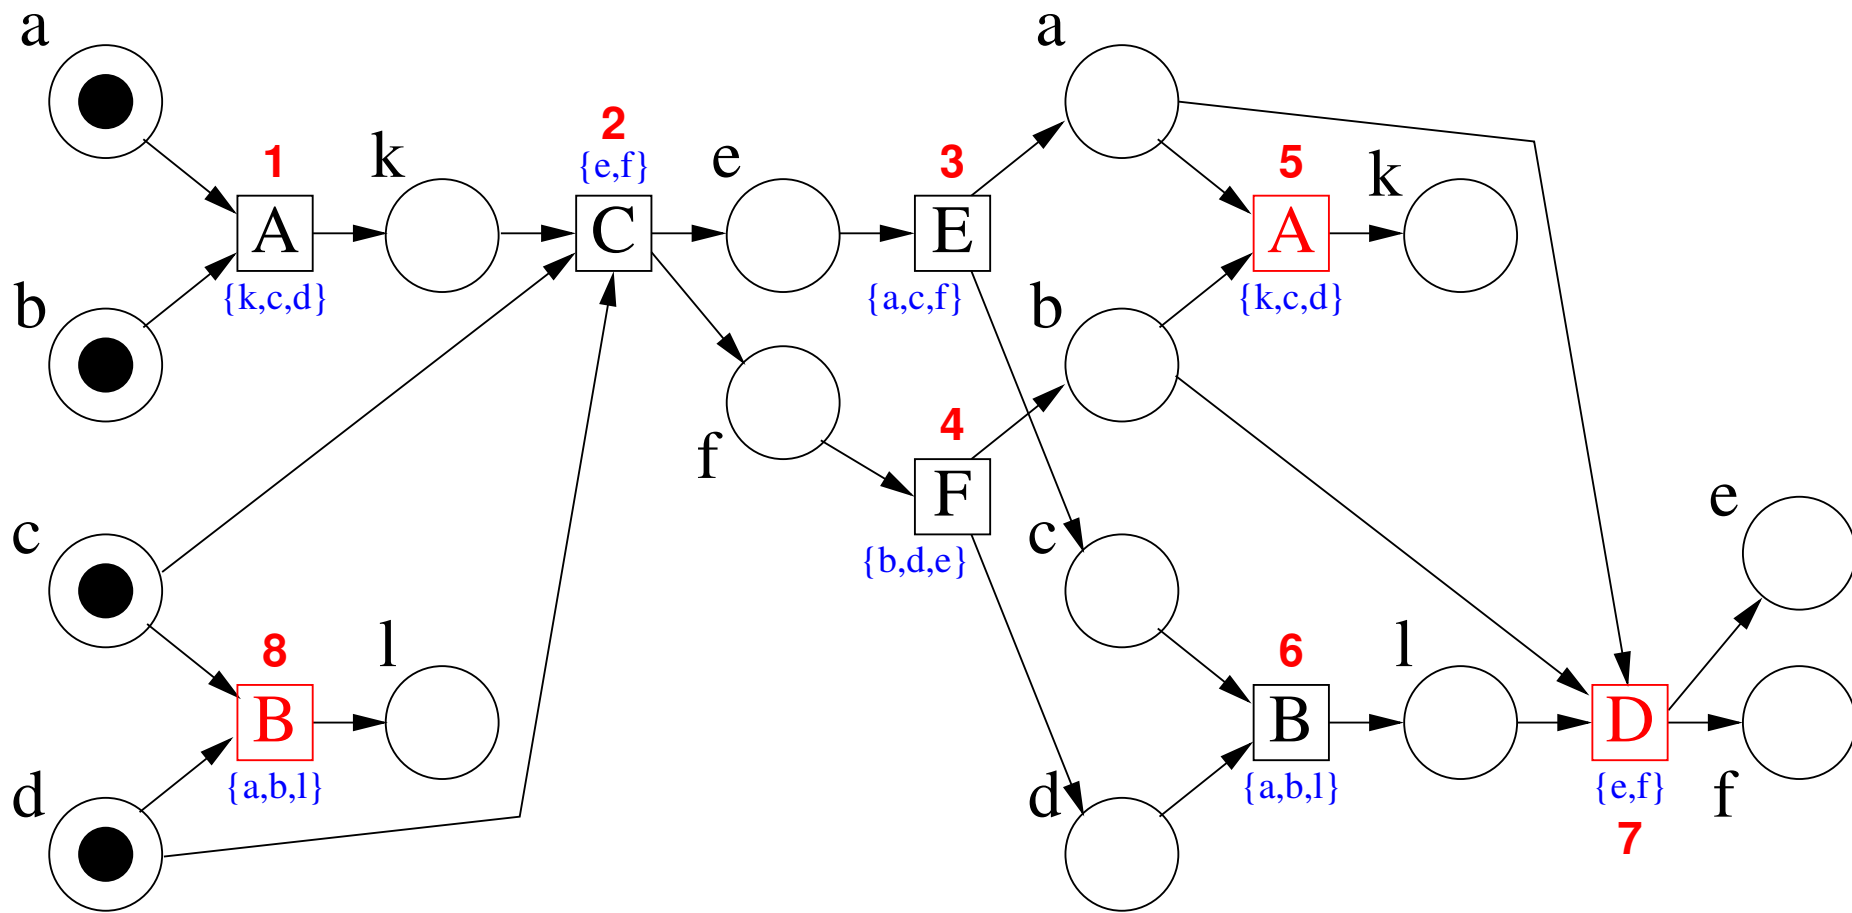 a
a
2
1
k
{e,f}
e
3
5
k
A
C
E
A
b
{k,c,d}
{a,c,f}
b
{k,c,d}
4
f
F
e
c
c
{b,d,e}
8
l
6
l
B
B
D
d
{a,b,l}
d
{a,b,l}
{e,f}
f
7